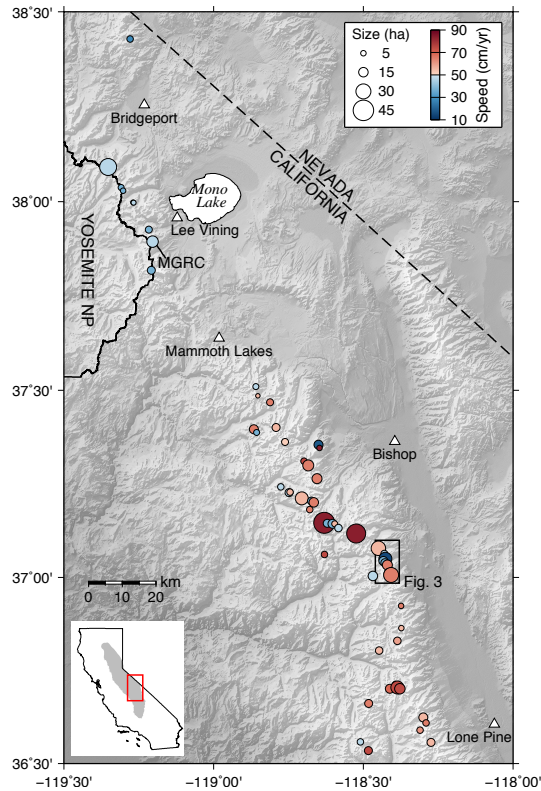 38˚30'
38˚00'
37˚30'
37˚00'
36˚30'
Size (ha)
5
15
30
45
90
70
50
30
10
Speed (cm/yr)
Bridgeport
NEVADA
CALIFORNIA
Mono
Lake
Lee Vining
YOSEMITE NP
MGRC
Mammoth Lakes
Bishop
Fig. 3
km
0
10
20
Lone Pine
−119˚30'
−119˚00'
−118˚30'
−118˚00'